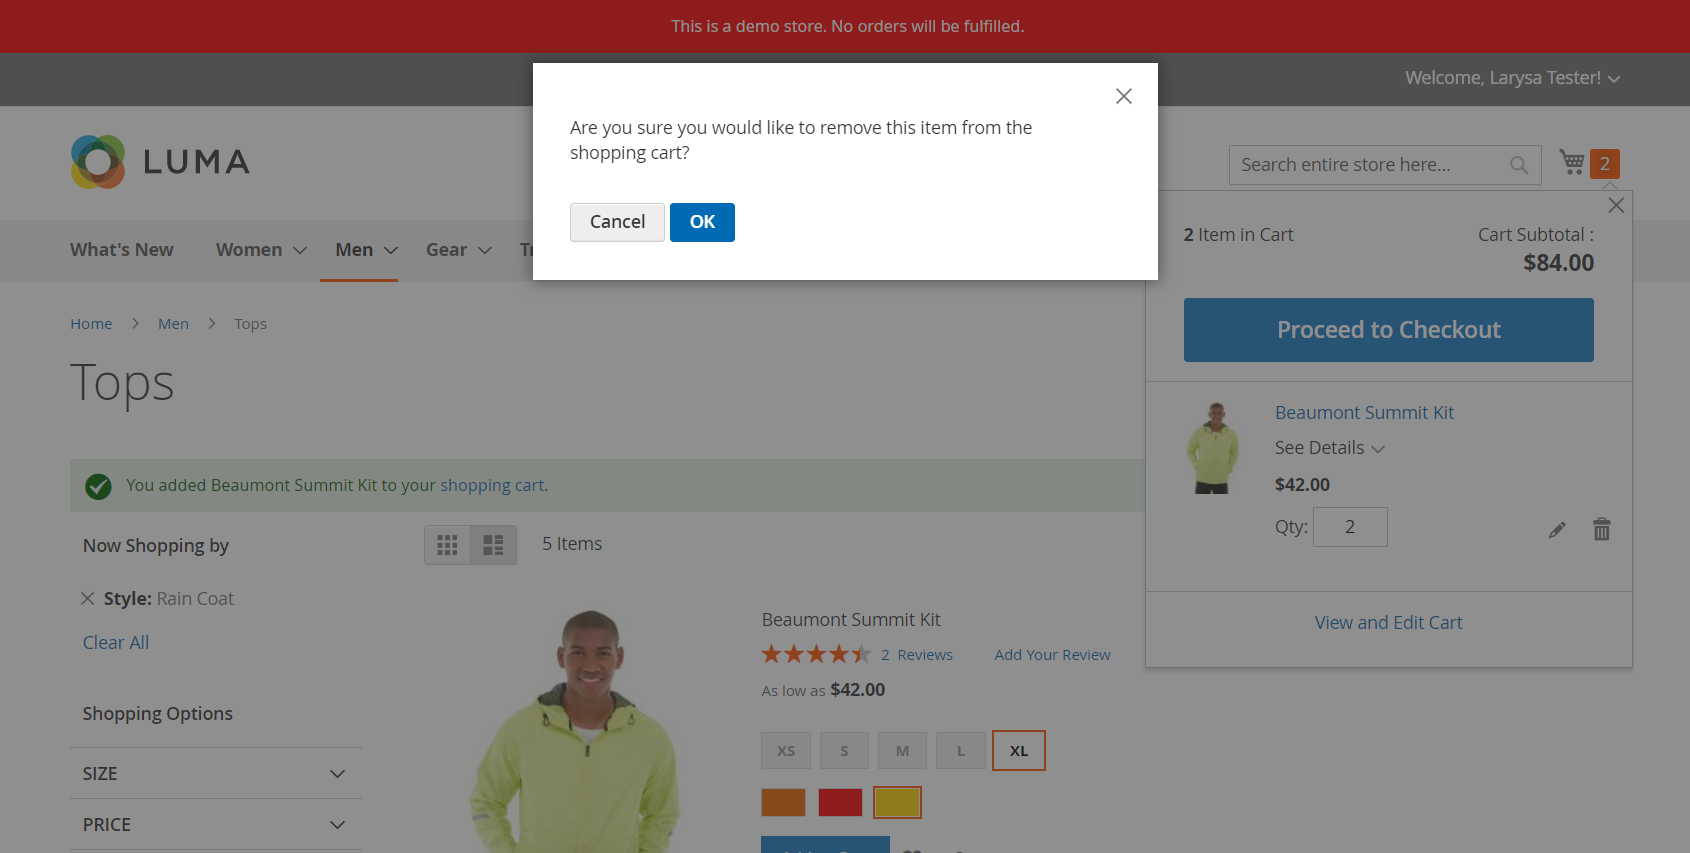 This is a demo store. No orders will be fulfilled.
Welcome, Larysa Tester!
Are you sure you would like to remove this item from the
shopping cart?
Cancel
OK
LUMA
Search entire store here...
2
What's New
Women
Men
Gear
2 Item in Cart
Cart Subtotal :
$84.00
Proceed to Checkout
Beaumont Summit Kit
See Details
$42.00
Qty: 2
View and Edit Cart
Home
Men
Tops
Tops
You added Beaumont Summit Kit to your shopping cart.
Now Shopping by
Style: Rain Coat
Clear All
Shopping Options
SIZE
PRICE
5 Items
Beaumont Summit Kit
2 Reviews
Add Your Review
As low as $42.00
XS
S
M
L
XL